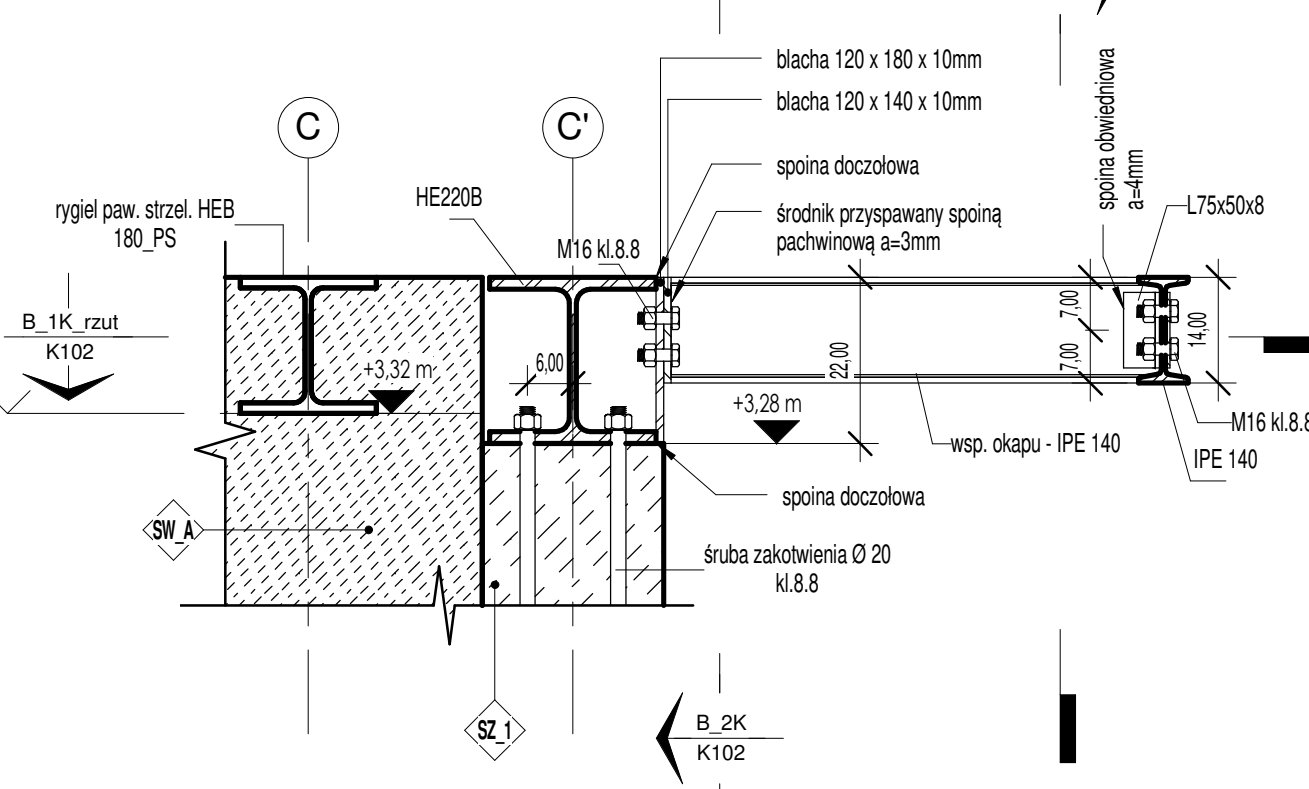 blacha 120 x 180 x 10mm
blacha 120 x 140 x 10mm
C
C'
spoina doczołowa
spoina obwiedniowa
a=4mm
rygiel paw. strzel. HEB
180_PS
HE220B
środnik przyspawany spoiną
pachwinową a=3mm
L75x50x8
M16 kl.8.8
B_1K_rzut
K102
+3,32 m
6,00
22,00
7,00
7,00
14,00
+3,28 m
M16 kl.8.8
wsp. okapu - IPE 140
IPE 140
spoina doczołowa
SW_A
śruba zakotwienia Ø 20
kl.8.8
SZ_1
B_2K
K102